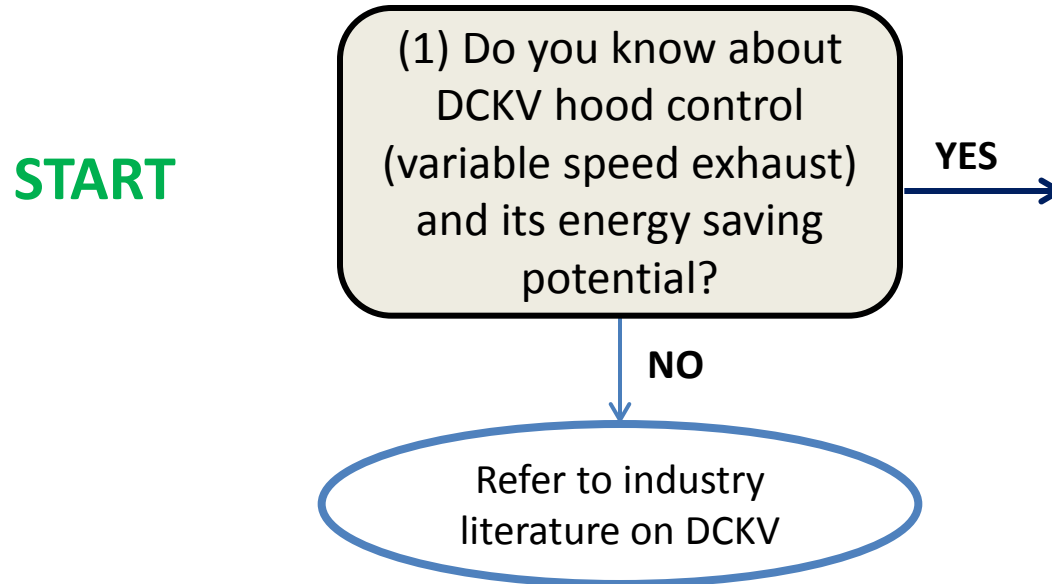 START
(1) Do you know about
DCKV hood control
(variable speed exhaust)
and its energy saving
potential?
YES
NO
Refer to industry
literature on DCKV